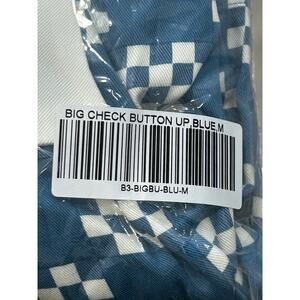 BIG CHECK BUTTON UP,BLUE,M
B3-BIGBU-BLU-M